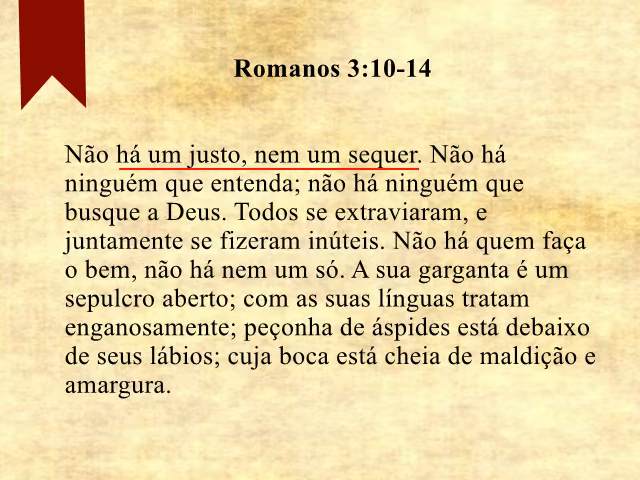 Romanos 3:10-14
Não há um justo, nem um sequer. Não há
ninguém que entenda; não há ninguém que
busque a Deus. Todos se extraviaram, e
juntamente se fizeram inúteis. Não há quem faça
o bem, não há nem um só. A sua garganta é um
sepulcro aberto; com as suas línguas tratam
enganosamente; peçonha de áspides está debaixo
de seus lábios; cuja boca está cheia de maldição e
amargura.